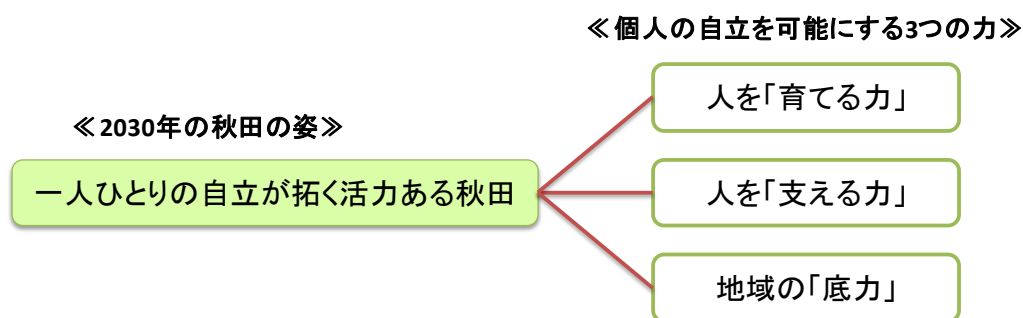 ≪個人の自立を可能にする3つの力≫
人を｢育てる力｣
≪2030年の秋田の姿≫
一人ひとりの自立が拓く活力ある秋田
人を｢支える力｣
地域の｢底力｣